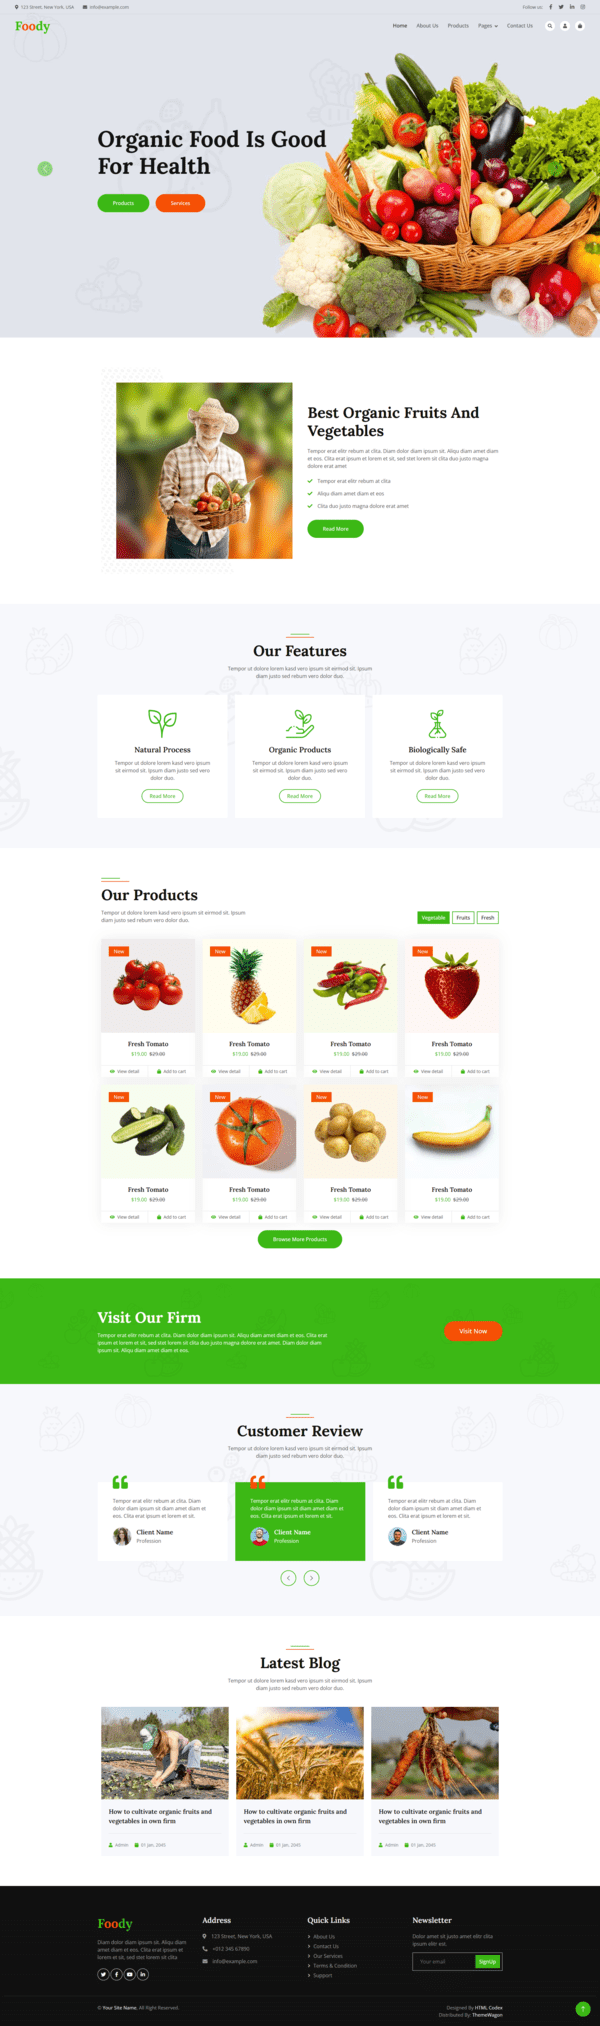 123 Street, New York, USA info@example.com Follow us:
Foody Home About Us Products Pages Contact Us
Organic Food Is Good
For Health
Products Services
Best Organic Fruits And
Vegetables
Tempor erat elitr rebum at clita. Diam dolor diam ipsum sit. Aliqu diam amet diam
et eos. Clita erat ipsum et lorem et sit, sed stet lorem sit clita duo justo magna
dolore erat amet
Tempor erat elitr rebum at clita
Aliqu diam amet diam et eos
Clita duo justo magna dolore erat amet
Read More
Our Features
Tempor ut dolore lorem kasd vero ipsum sit eirmod sit. Ipsum
diam justo sed rebum vero dolor duo.
Natural Process
Tempor ut dolore lorem kasd vero ipsum
sit eirmod sit. Ipsum diam justo sed vero
dolor duo.
Read More
Organic Products
Tempor ut dolore lorem kasd vero ipsum
sit eirmod sit. Ipsum diam justo sed vero
dolor duo.
Read More
Biologically Safe
Tempor ut dolore lorem kasd vero ipsum
sit eirmod sit. Ipsum diam justo sed vero
dolor duo.
Read More
Our Products
Tempor ut dolore lorem kasd vero ipsum sit eirmod sit. Ipsum
diam justo sed rebum vero dolor duo.
Vegetable Fruits Fresh
New New New New
Fresh Tomato Fresh Tomato Fresh Tomato Fresh Tomato
$19.00 $29.00 $19.00 $29.00 $19.00 $29.00 $19.00 $29.00
View detail Add to cart View detail Add to cart View detail Add to cart View detail Add to cart
New New New New
Fresh Tomato Fresh Tomato Fresh Tomato Fresh Tomato
$19.00 $29.00 $19.00 $29.00 $19.00 $29.00 $19.00 $29.00
View detail Add to cart View detail Add to cart View detail Add to cart View detail Add to cart
Browse More Products
Visit Our Firm
Tempor erat elitr rebum at clita. Diam dolor diam ipsum sit. Aliqu diam amet diam et eos. Clita erat
ipsum et lorem et sit, sed stet lorem sit clita duo justo magna dolore erat amet. Diam dolor diam
ipsum sit. Aliqu diam amet diam et eos.
Visit Now
Customer Review
Tempor ut dolore lorem kasd vero ipsum sit eirmod sit. Ipsum
diam justo sed rebum vero dolor duo.
Tempor erat elitr rebum at clita. Diam
dolor diam ipsum sit diam amet diam et
eos. Clita erat ipsum et lorem et sit.
Client Name
Profession
Tempor erat elitr rebum at clita. Diam
dolor diam ipsum sit diam amet diam et
eos. Clita erat ipsum et lorem et sit.
Client Name
Profession
Tempor erat elitr rebum at clita. Diam
dolor diam ipsum sit diam amet diam et
eos. Clita erat ipsum et lorem et sit.
Client Name
Profession
Latest Blog
Tempor ut dolore lorem kasd vero ipsum sit eirmod sit. Ipsum
diam justo sed rebum vero dolor duo.
How to cultivate organic fruits and
vegetables in own firm
Admin 01 Jan, 2045
How to cultivate organic fruits and
vegetables in own firm
Admin 01 Jan, 2045
How to cultivate organic fruits and
vegetables in own firm
Admin 01 Jan, 2045
Foody
Diam dolor diam ipsum sit. Aliqu diam
amet diam et eos. Clita erat ipsum et
lorem et sit, sed stet lorem sit clita
Address
123 Street, New York, USA
+012 345 67890
info@example.com
Quick Links
About Us
Contact Us
Our Services
Terms & Condition
Support
Newsletter
Dolor amet sit justo amet elitr clita
ipsum elitr est.
Your email SignUp
© Your Site Name, All Right Reserved.
Designed By HTML Codex
Distributed By: ThemeWagon